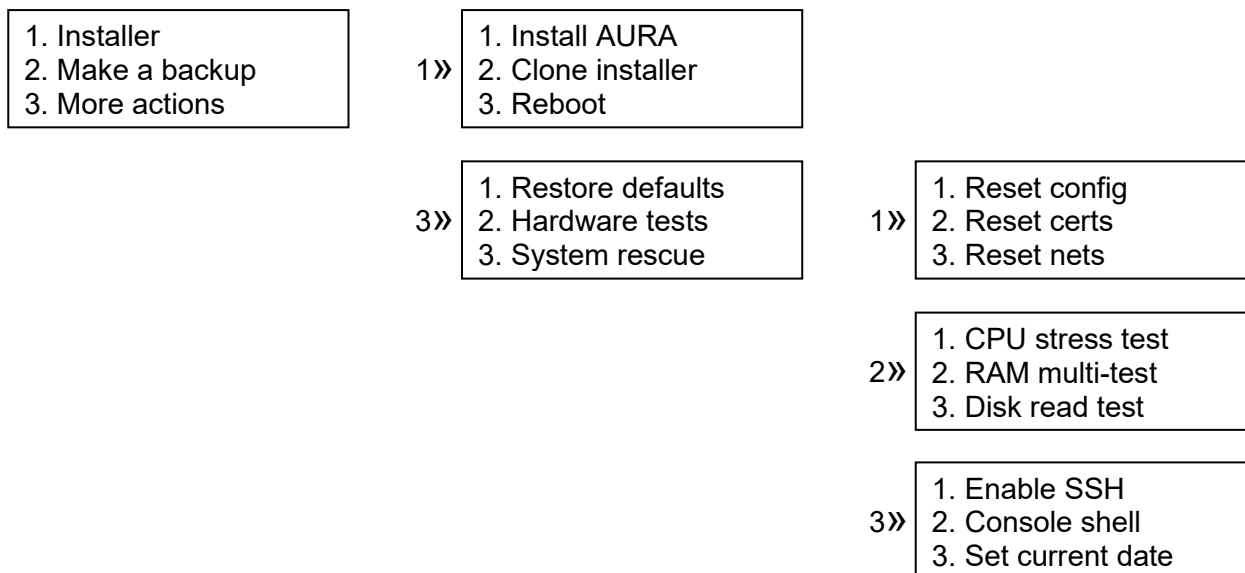 1. Installer
2. Make a backup
3. More actions
1»
1. Install AURA
2. Clone installer
3. Reboot
3»
1. Restore defaults
2. Hardware tests
3. System rescue
1»
1. Reset config
2. Reset certs
3. Reset nets
2»
1. CPU stress test
2. RAM multi-test
3. Disk read test
3»
1. Enable SSH
2. Console shell
3. Set current date